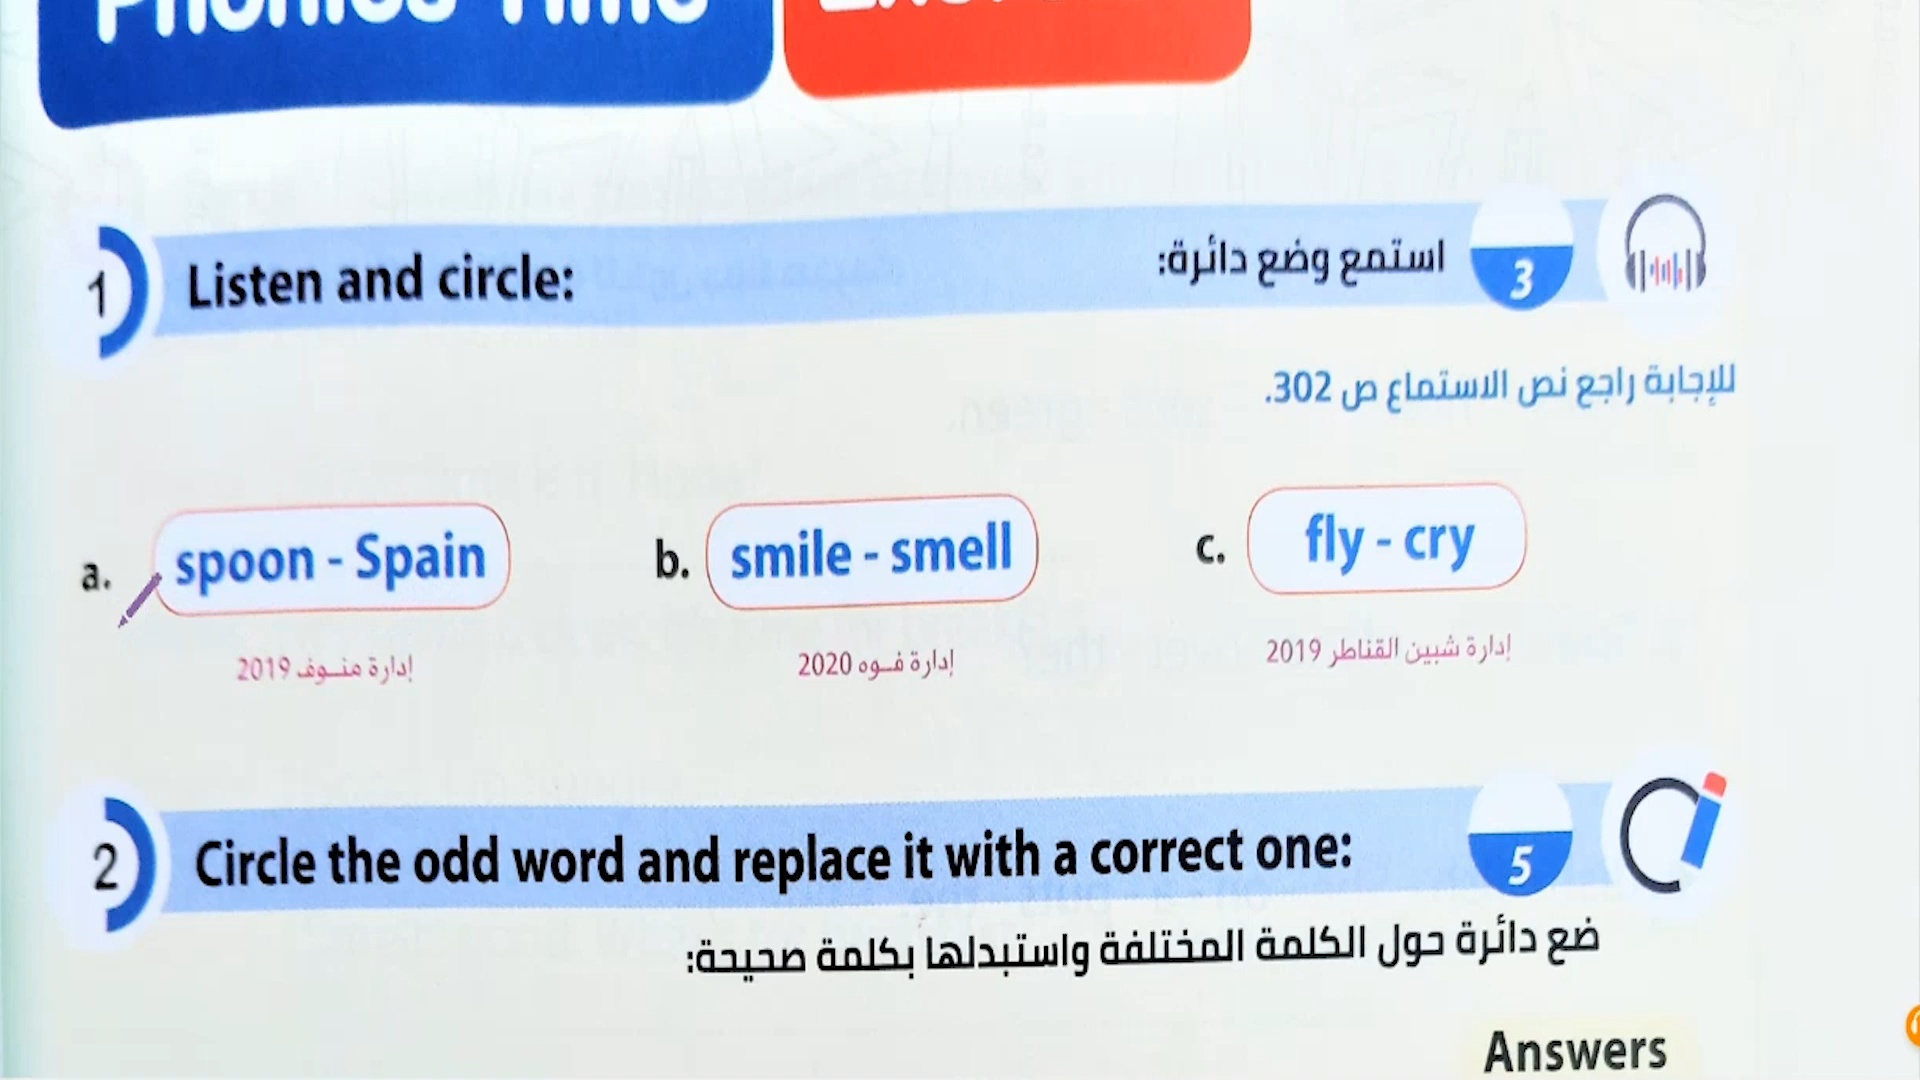 Phonics Time
1 Listen and circle:
استمع وضع دائرة:
3
للإجابة راجع نص الاستماع ص 302.
a. spoon - Spain
b. smile - smell
c. fly - cry
إدارة منوف 2019
إدارة فوه 2020
إدارة شبين القناطر 2019
2 Circle the odd word and replace it with a correct one:
5
ضع دائرة حول الكلمة المختلفة واستبدلها بكلمة صحيحة:
Answers